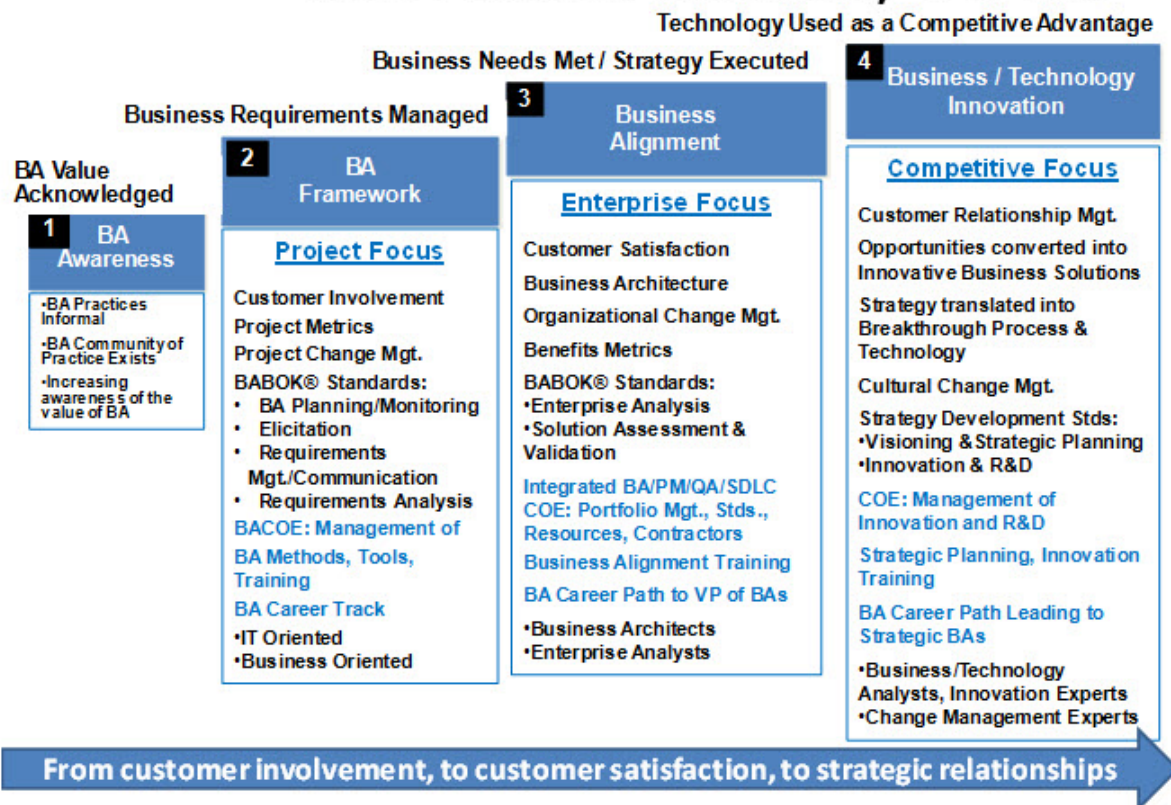 Technology Used as a Competitive Advantage
Business Needs Met / Strategy Executed
Business Requirements Managed
BA Value
Acknowledged
1
BA
Awareness
•BA Practices
Informal
•BA Community of
Practice Exists
•Increasing
awareness of the
value of BA
2
BA
Framework
Project Focus
Customer Involvement
Project Metrics
Project Change Mgt.
BABOK® Standards:
• BA Planning/Monitoring
• Elicitation
• Requirements
Mgt./Communication
• Requirements Analysis
BACOE: Management of
BA Methods, Tools,
Training
BA Career Track
•IT Oriented
•Business Oriented
3
Business
Alignment
Enterprise Focus
Customer Satisfaction
Business Architecture
Organizational Change Mgt.
Benefits Metrics
BABOK® Standards:
•Enterprise Analysis
•Solution Assessment &
Validation
Integrated BA/PM/QA/SDLC
COE: Portfolio Mgt., Stds.,
Resources, Contractors
Business Alignment Training
BA Career Path to VP of BAs
•Business Architects
•Enterprise Analysts
4
Business / Technology
Innovation
Competitive Focus
Customer Relationship Mgt.
Opportunities converted into
Innovative Business Solutions
Strategy translated into
Breakthrough Process &
Technology
Cultural Change Mgt.
Strategy Development Stds:
•Visioning & Strategic Planning
•Innovation & R&D
COE: Management of
Innovation and R&D
Strategic Planning, Innovation
Training
BA Career Path Leading to
Strategic BAs
•Business/Technology
Analysts, Innovation Experts
•Change Management Experts
From customer involvement, to customer satisfaction, to strategic relationships